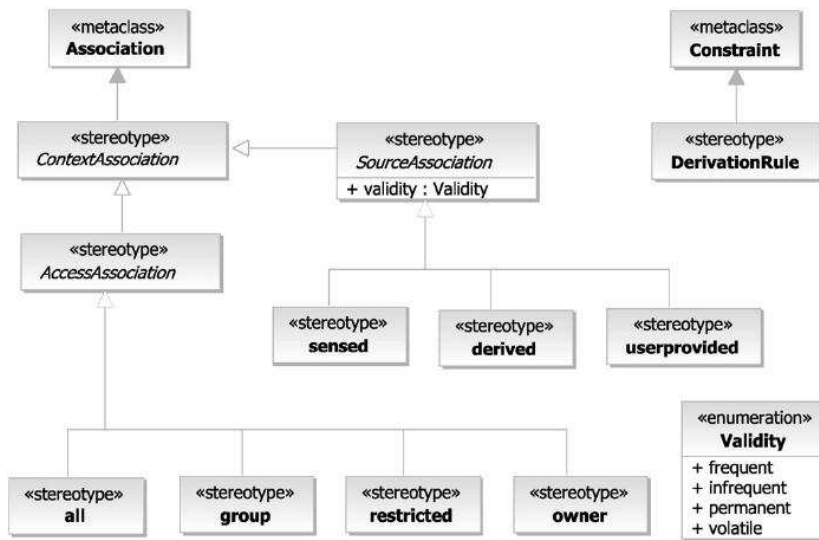 «metaclass»
Association
«metaclass»
Constraint
«stereotype»
ContextAssociation
«stereotype»
SourceAssociation
+ validity : Validity
«stereotype»
DerivationRule
«stereotype»
AccessAssociation
«stereotype»
sensed
«stereotype»
derived
«stereotype»
userprovided
«stereotype»
all
«stereotype»
group
«stereotype»
restricted
«stereotype»
owner
«enumeration»
Validity
+ frequent
+ infrequent
+ permanent
+ volatile